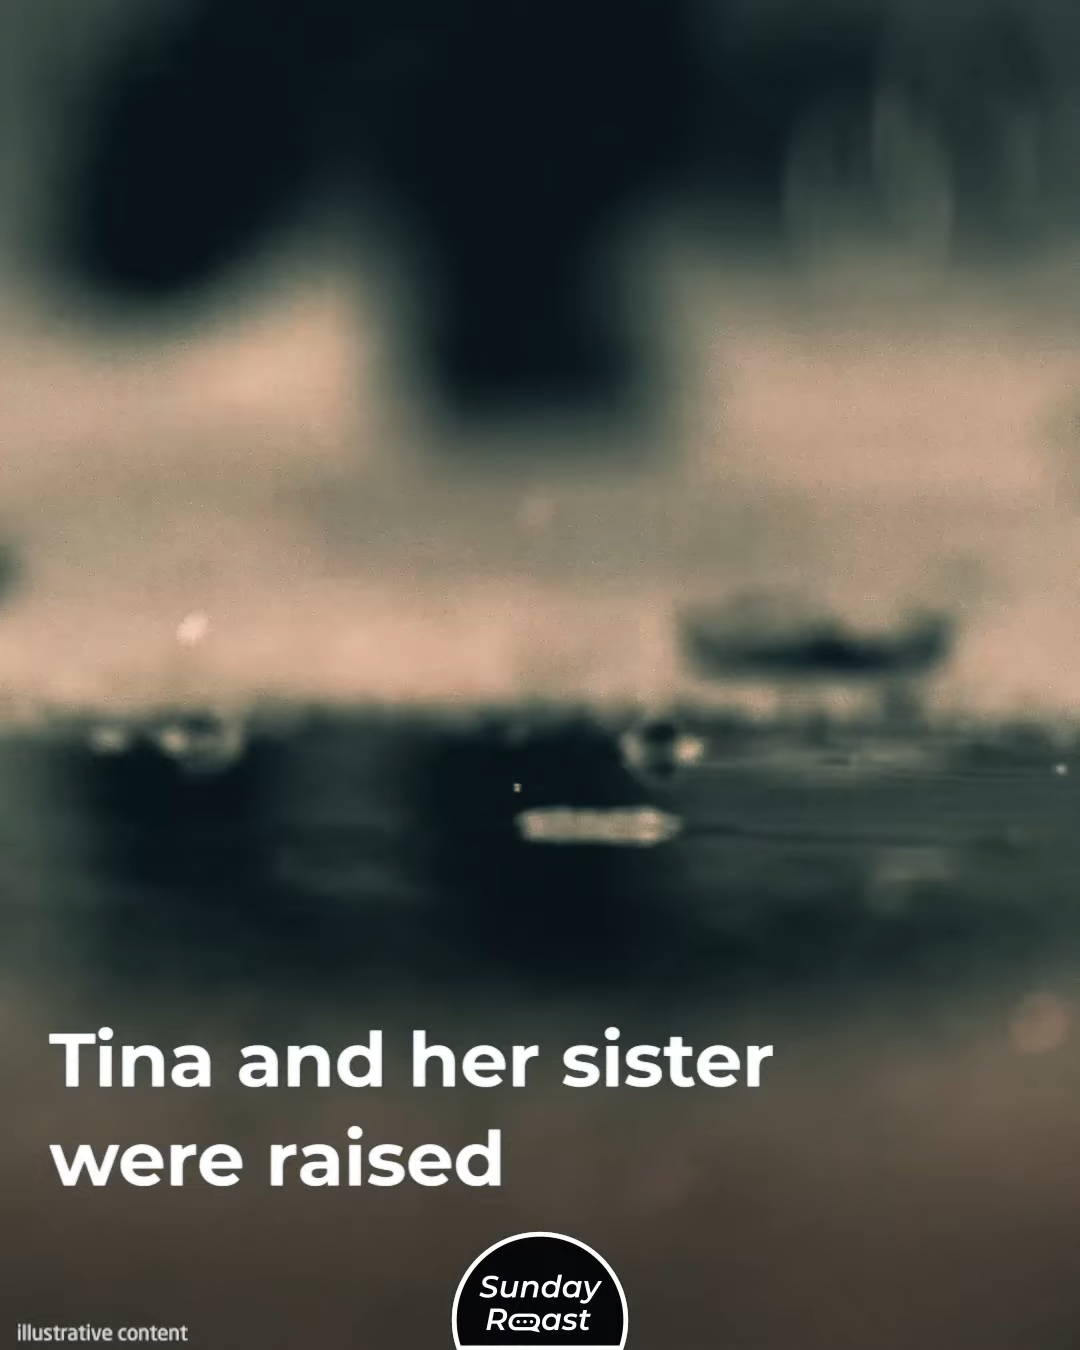 Tina and her sister
were raised
Sunday
Roast
illustrative content